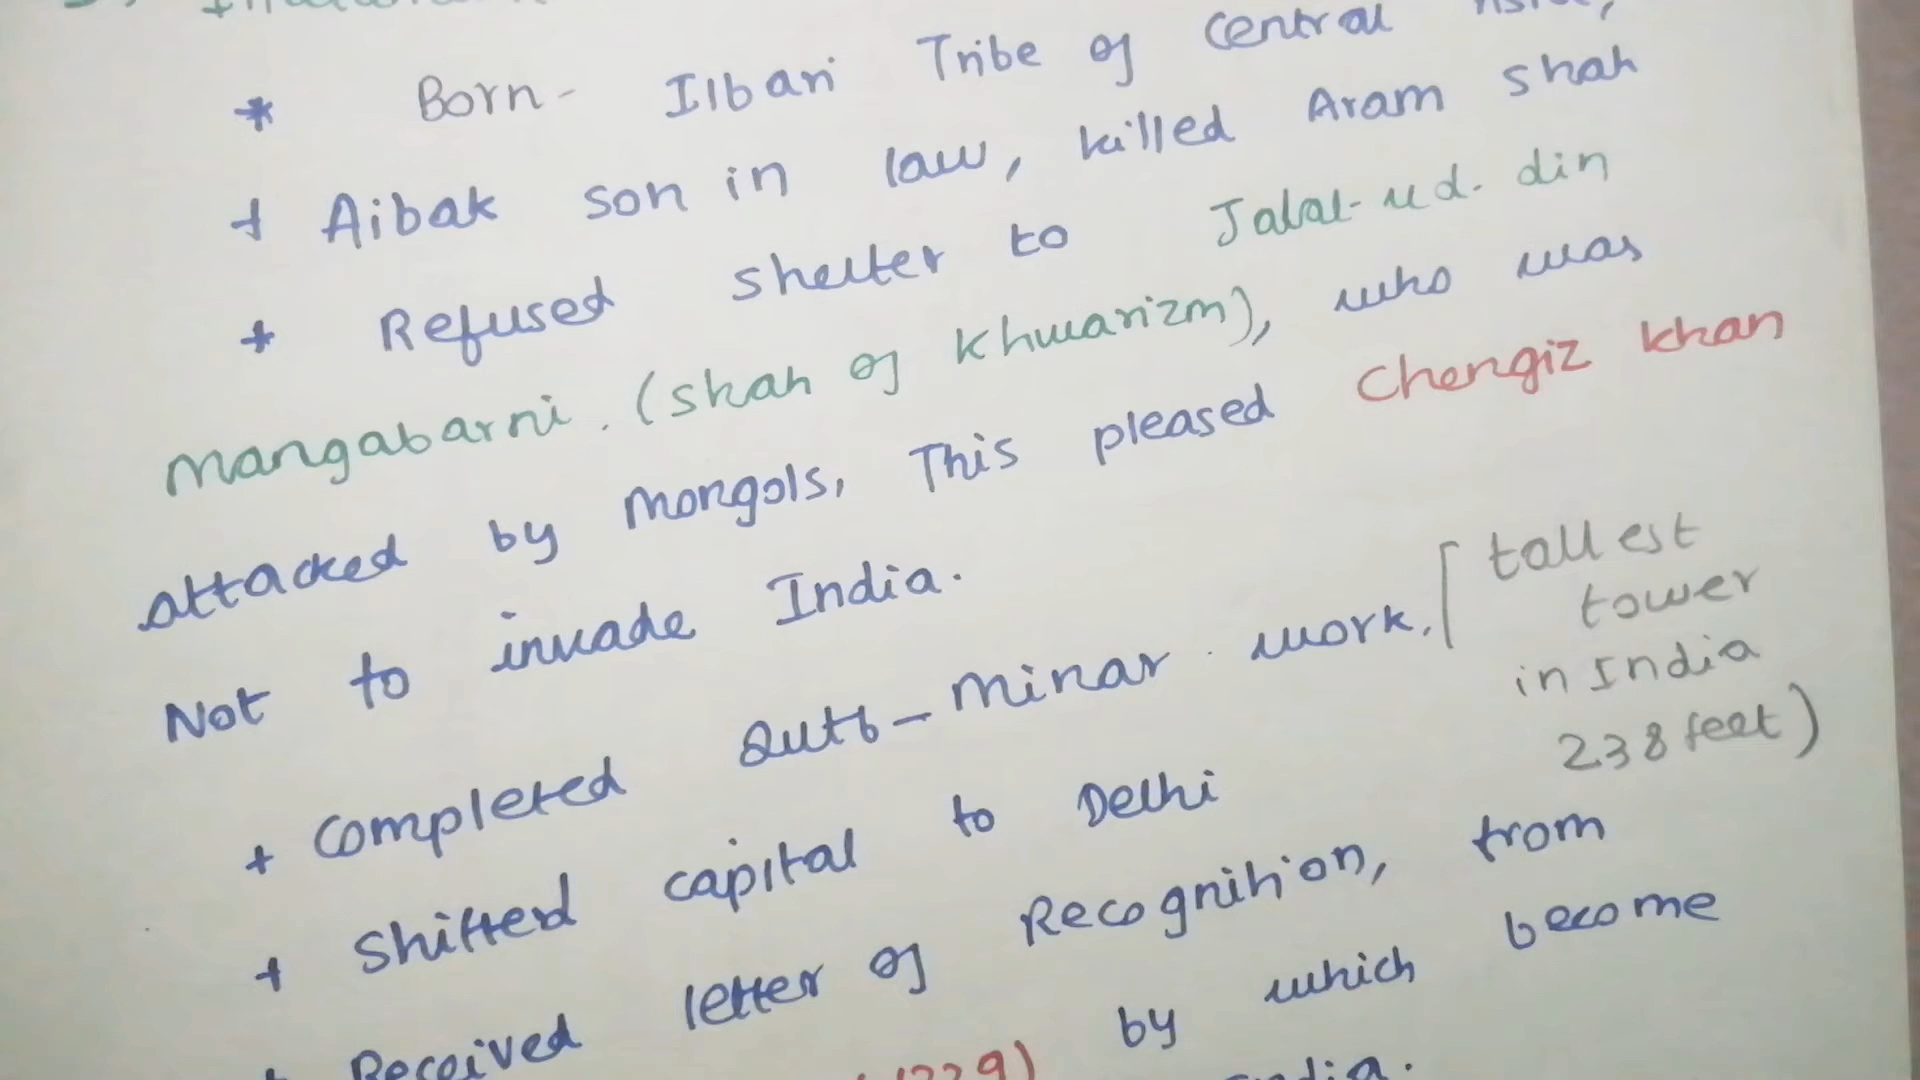 * Born - Ilbari Tribe of Central
+ Aibak son in law, killed Aram shah
* Refused shelter to Jalal-ud-din
Mangabarni. (shah of Khwarizm), who was
attacked by Mongols, This pleased Chengiz khan
Not to invade India.
+ Completed Qutb-Minar work. [tallest
tower
in India
238 feet)
+ Shifted capital to Delhi
Received letter of Recognition, from
1229) by which become